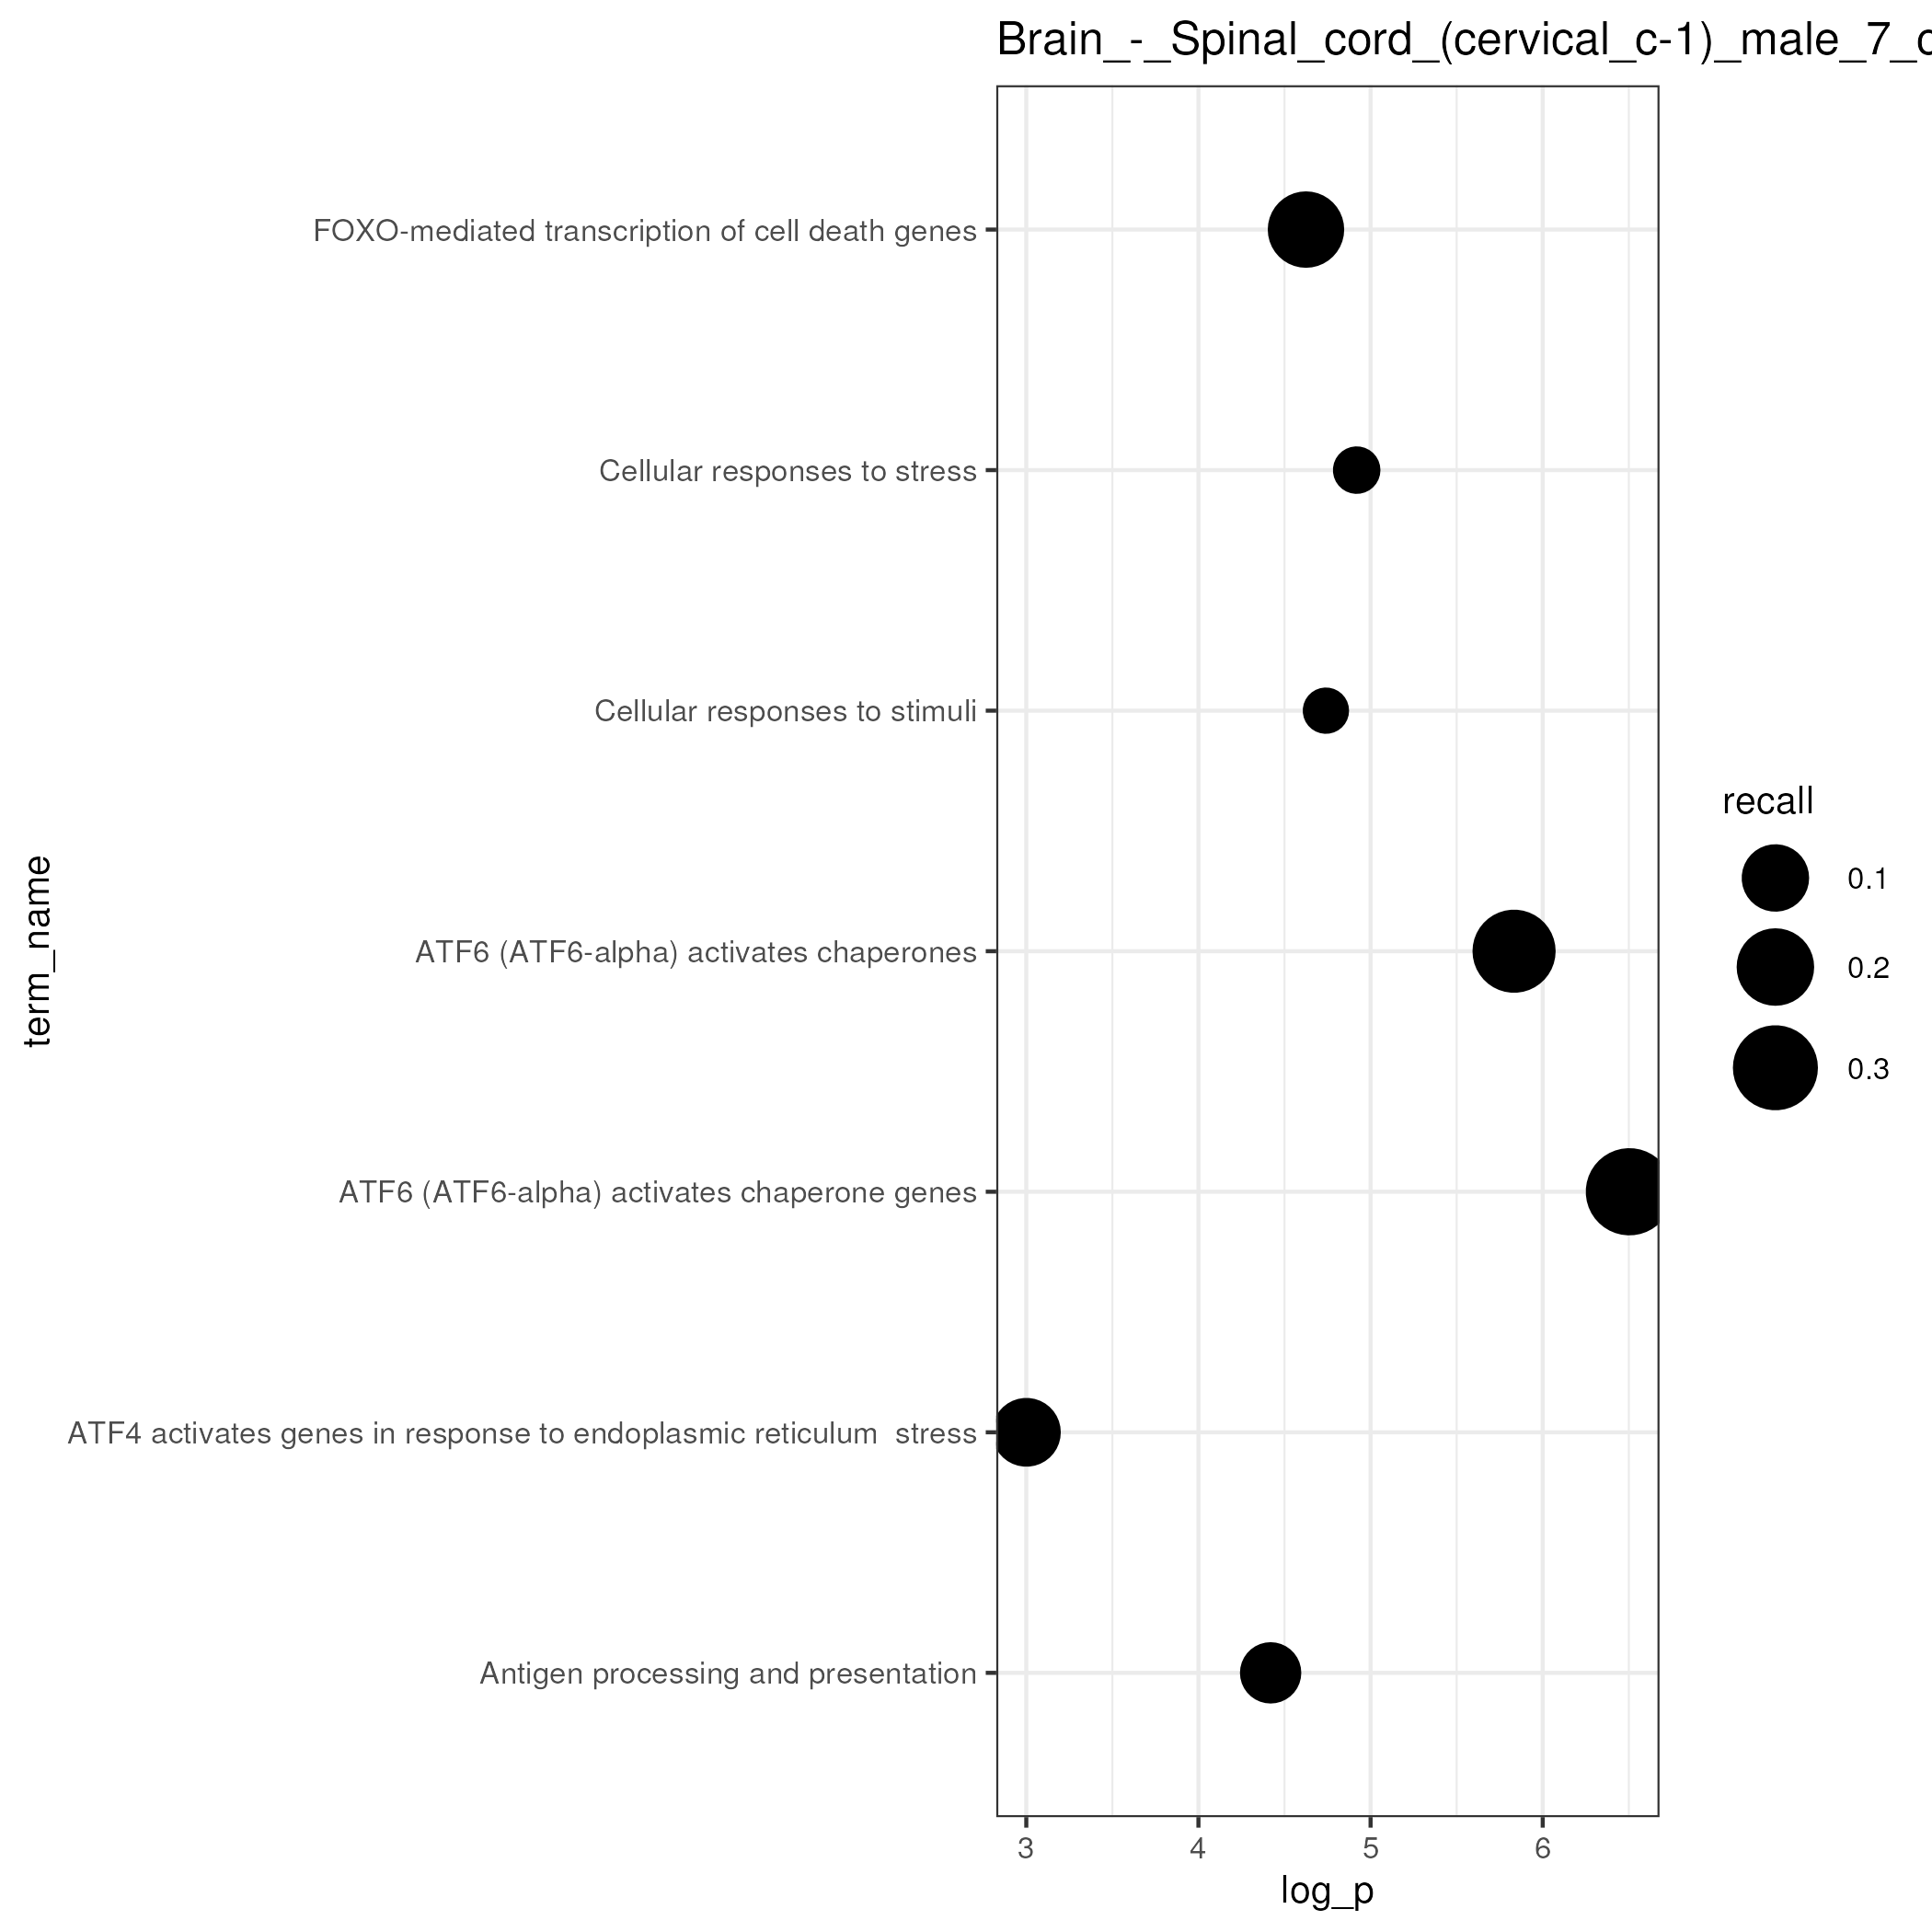 Brain_-_Spinal_cord_(cervical_c-1)_male_7_
FOXO-mediated transcription of cell death genes
Cellular responses to stress
Cellular responses to stimuli
ATF6 (ATF6-alpha) activates chaperones
ATF6 (ATF6-alpha) activates chaperone genes
ATF4 activates genes in response to endoplasmic reticulum  stress
Antigen processing and presentation
term_name
3 4 5 6
log_p
recall
0.1
0.2
0.3